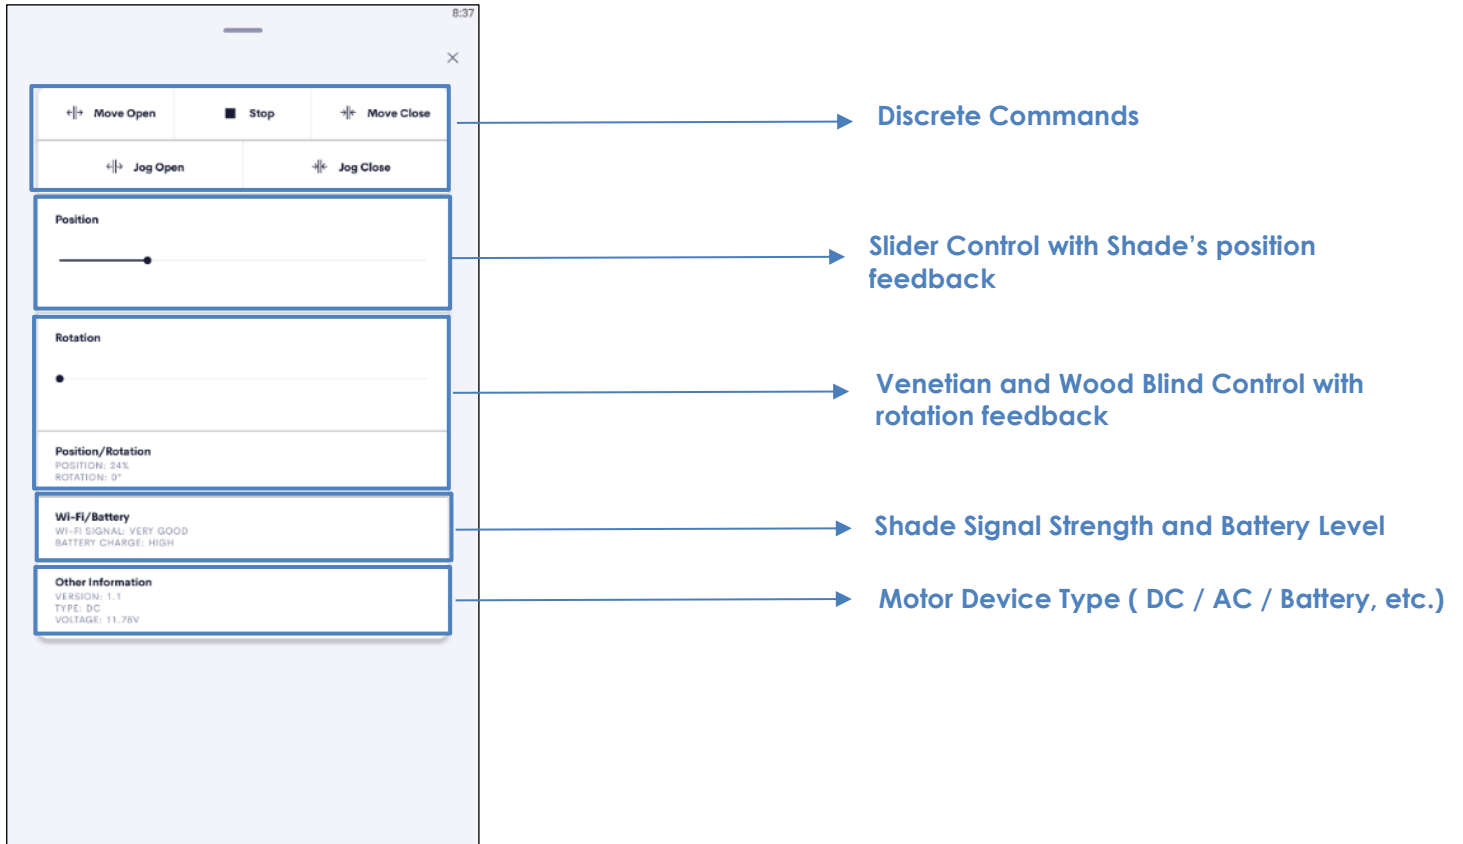 8:37
Move Open
Stop
Move Close
Jog Open
Jog Close
Discrete Commands
Position
Slider Control with Shade’s position
feedback
Rotation
Venetian and Wood Blind Control with
rotation feedback
Position/Rotation
POSITION: 24%
ROTATION: 0°
Wi-Fi/Battery
WI-FI SIGNAL: VERY GOOD
BATTERY CHARGE: HIGH
Shade Signal Strength and Battery Level
Other Information
VERSION: 1.1
TYPE: DC
VOLTAGE: 11.78V
Motor Device Type ( DC / AC / Battery, etc.)